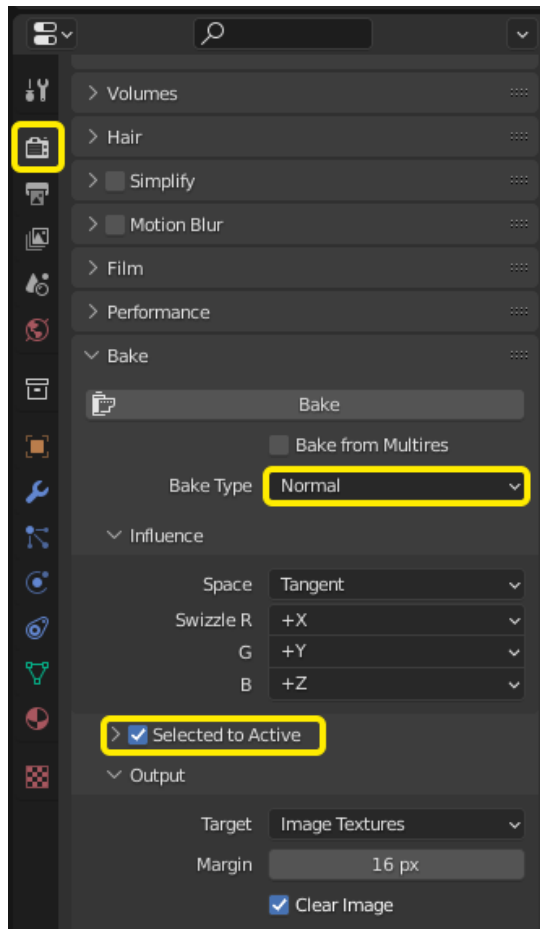 Volumes
Hair
Simplify
Motion Blur
Film
Performance
Bake
Bake
Bake from Multires
Bake Type Normal
Influence
Space Tangent
Swizzle R +X
G +Y
B +Z
Selected to Active
Output
Target Image Textures
Margin 16 px
Clear Image